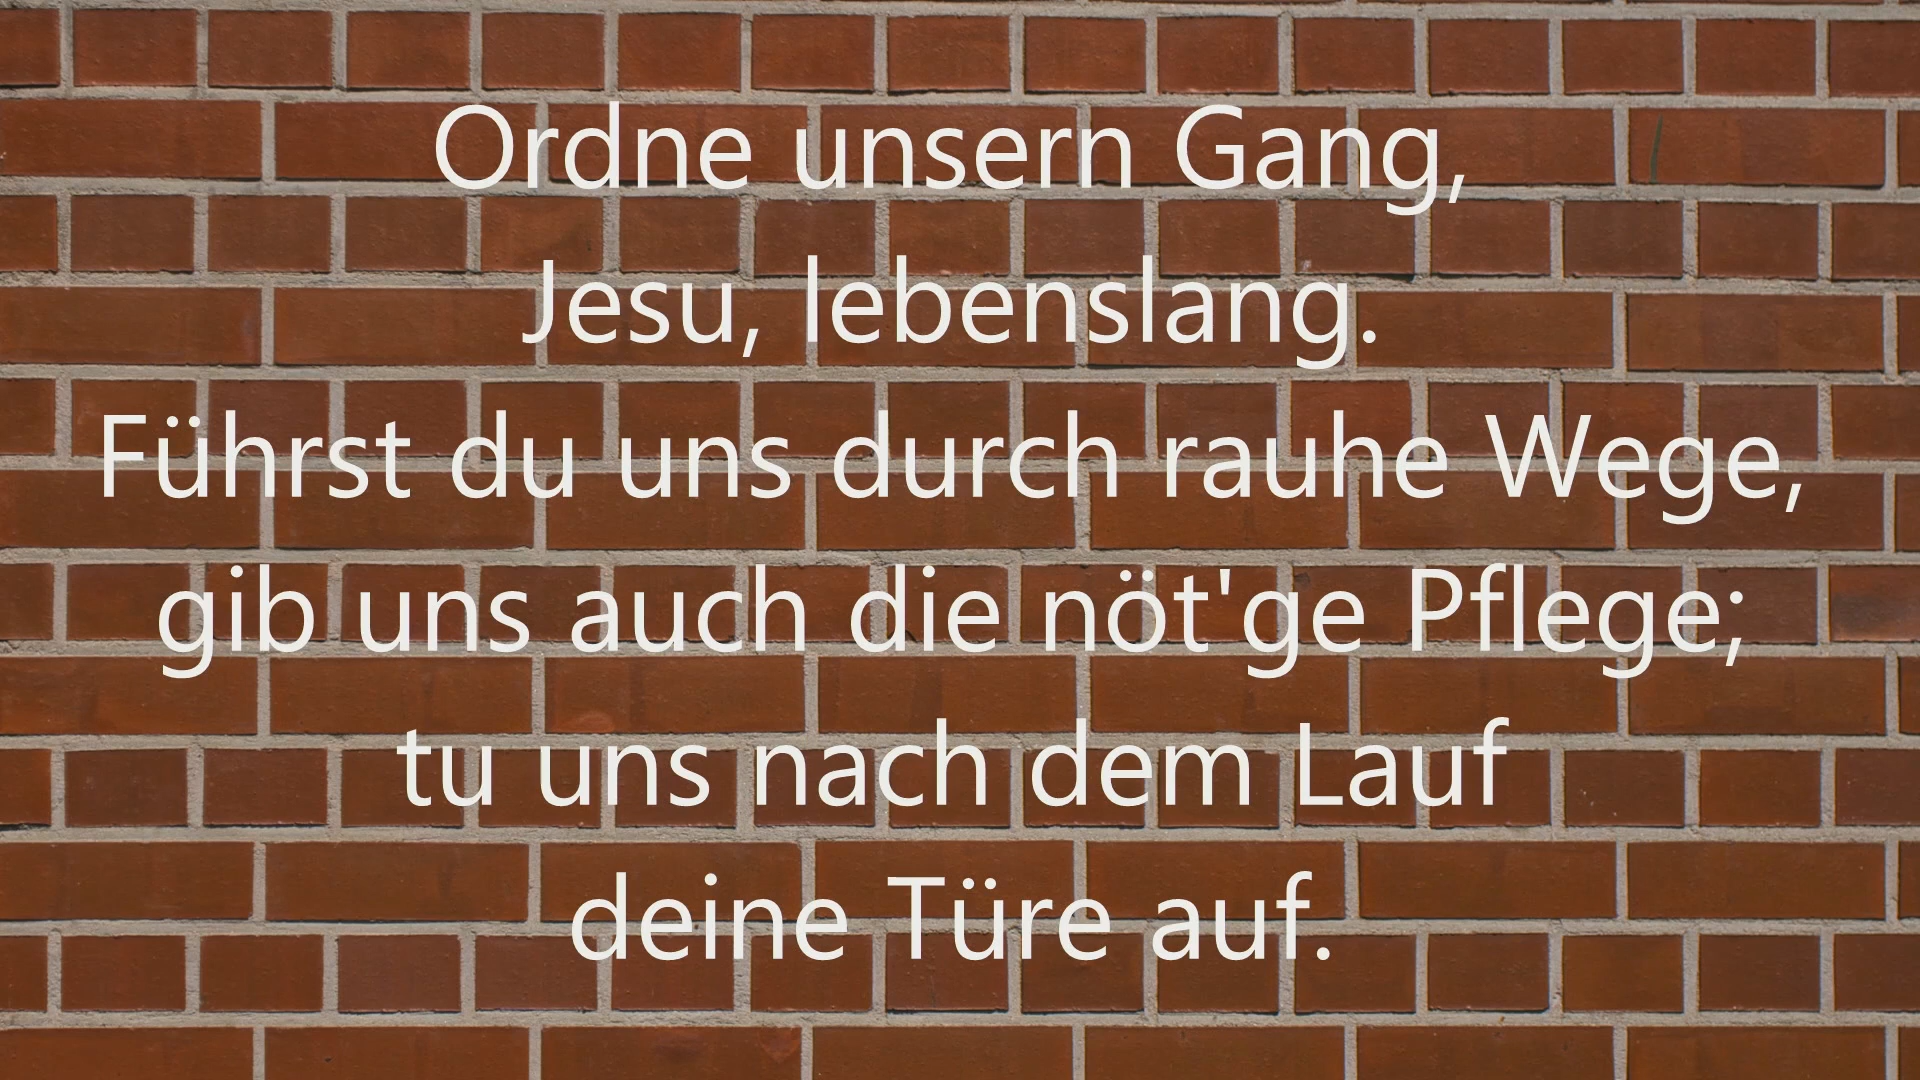 Ordne unsern Gang,
Jesu, lebenslang.
Führst du uns durch rauhe Wege,
gib uns auch die nöt'ge Pflege;
tu uns nach dem Lauf
deine Türe auf.